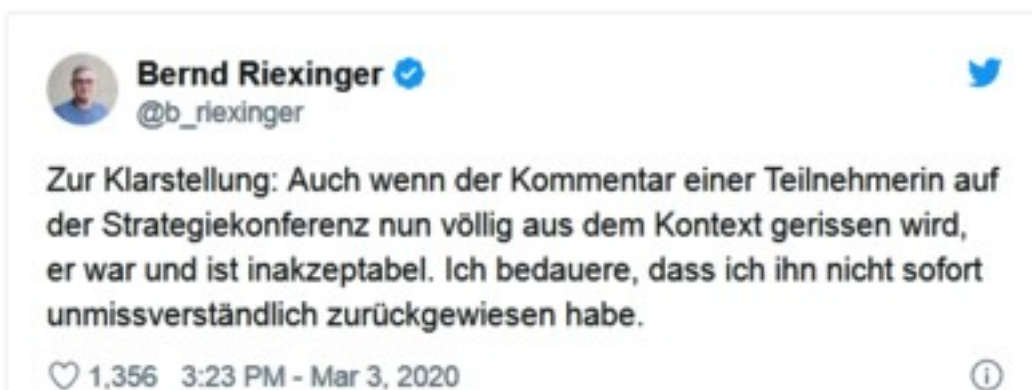 Bernd Riexinger
@b_riexinger
Zur Klarstellung: Auch wenn der Kommentar einer Teilnehmerin auf
der Strategiekonferenz nun völlig aus dem Kontext gerissen wird,
er war und ist inakzeptabel. Ich bedauere, dass ich ihn nicht sofort
unmissverständlich zurückgewiesen habe.
1,356 3:23 PM - Mar 3, 2020